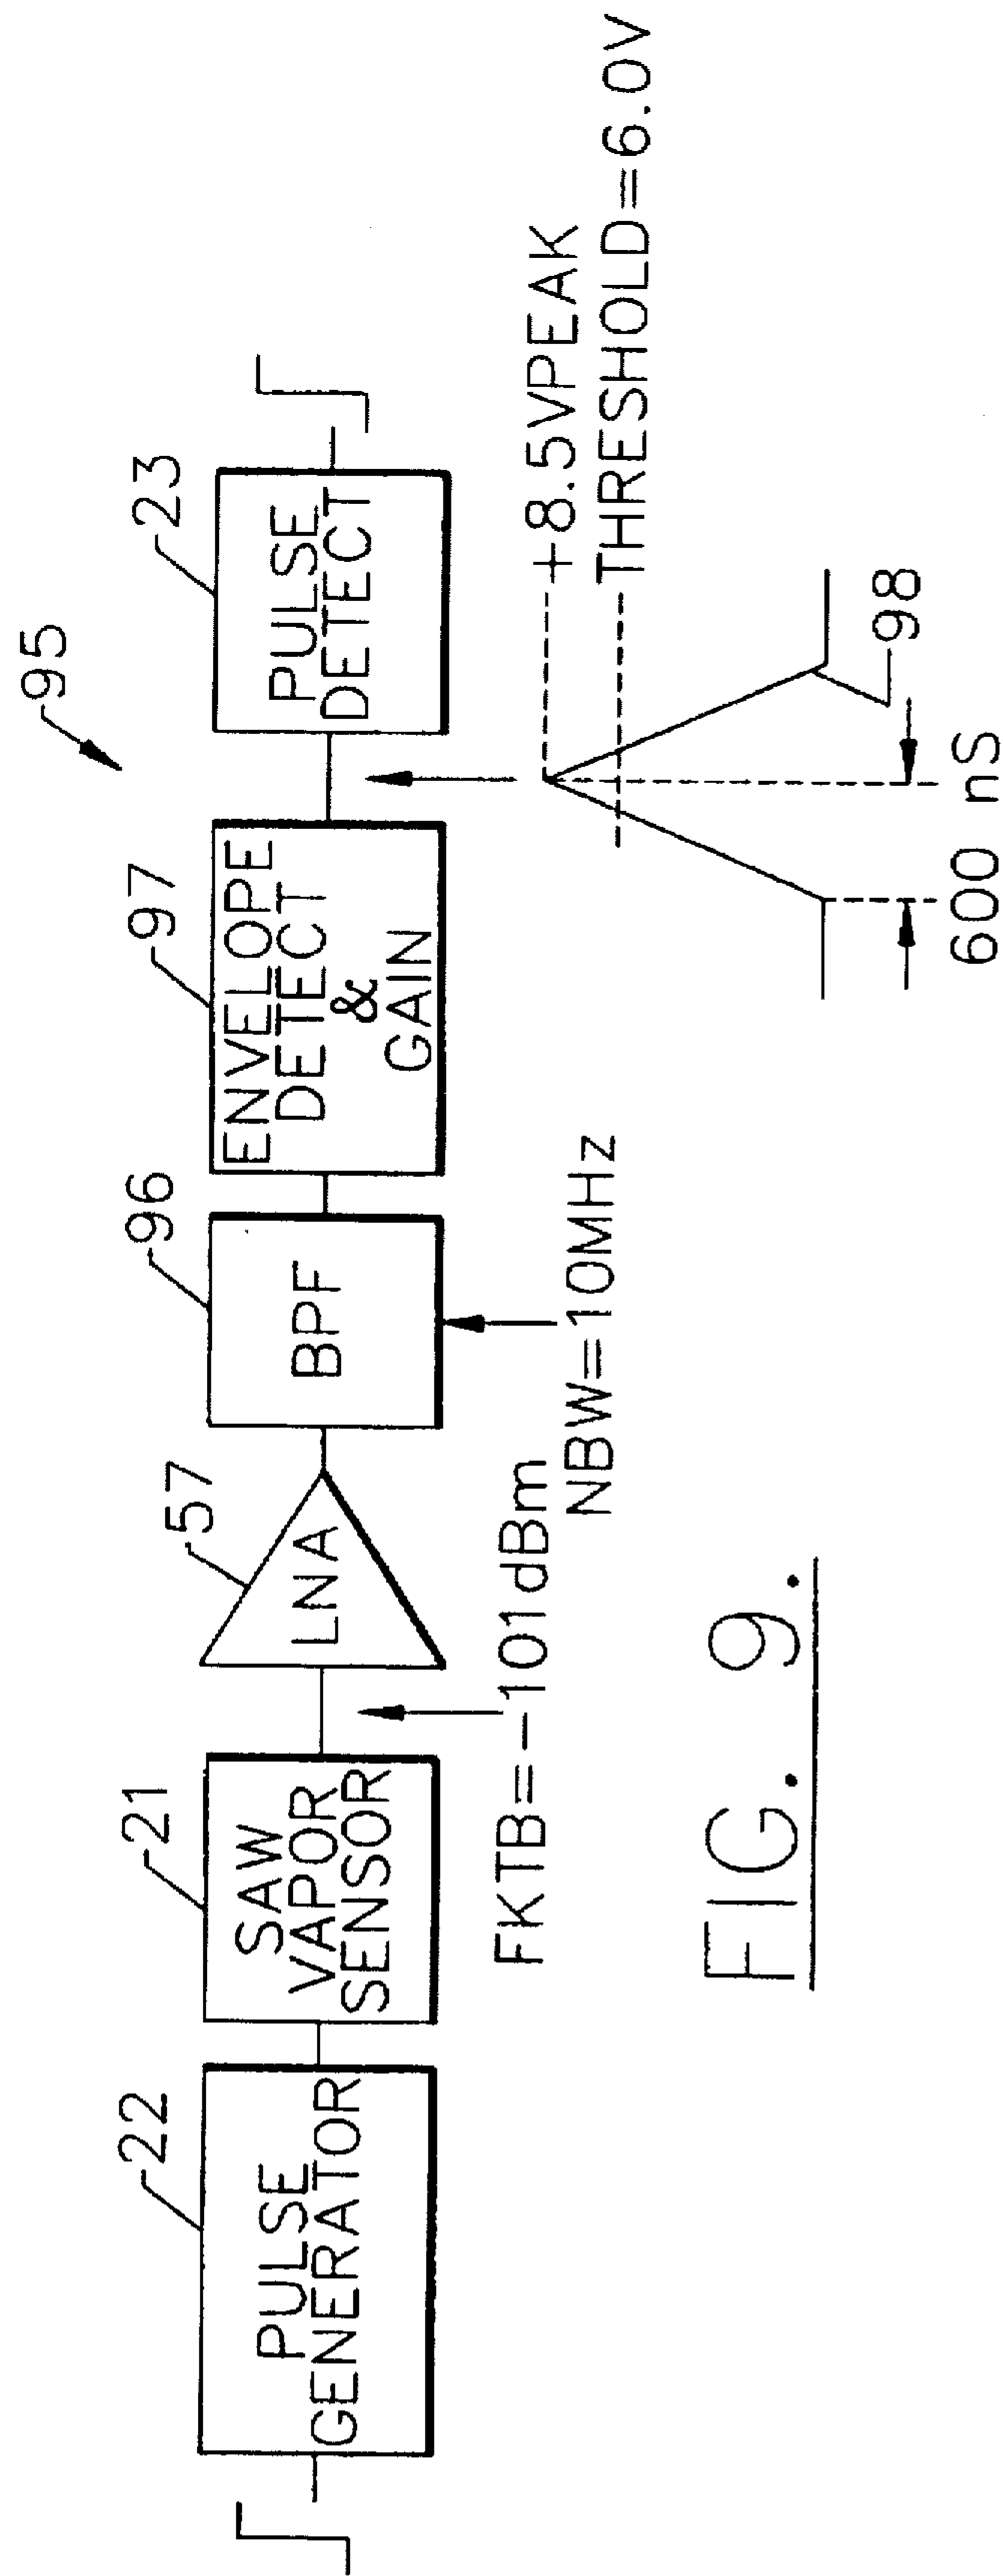 95
22
PULSE
GENERATOR
21
SAW
VAPOR
SENSOR
57
LNA
96
BPF
97
ENVELOPE
DETECT
&
GAIN
23
PULSE
DETECT
FKTB=-101dBm
NBW=10MHz
+8.5VPEAK
THRESHOLD=6.0V
98
600 nS
FIG. 9.